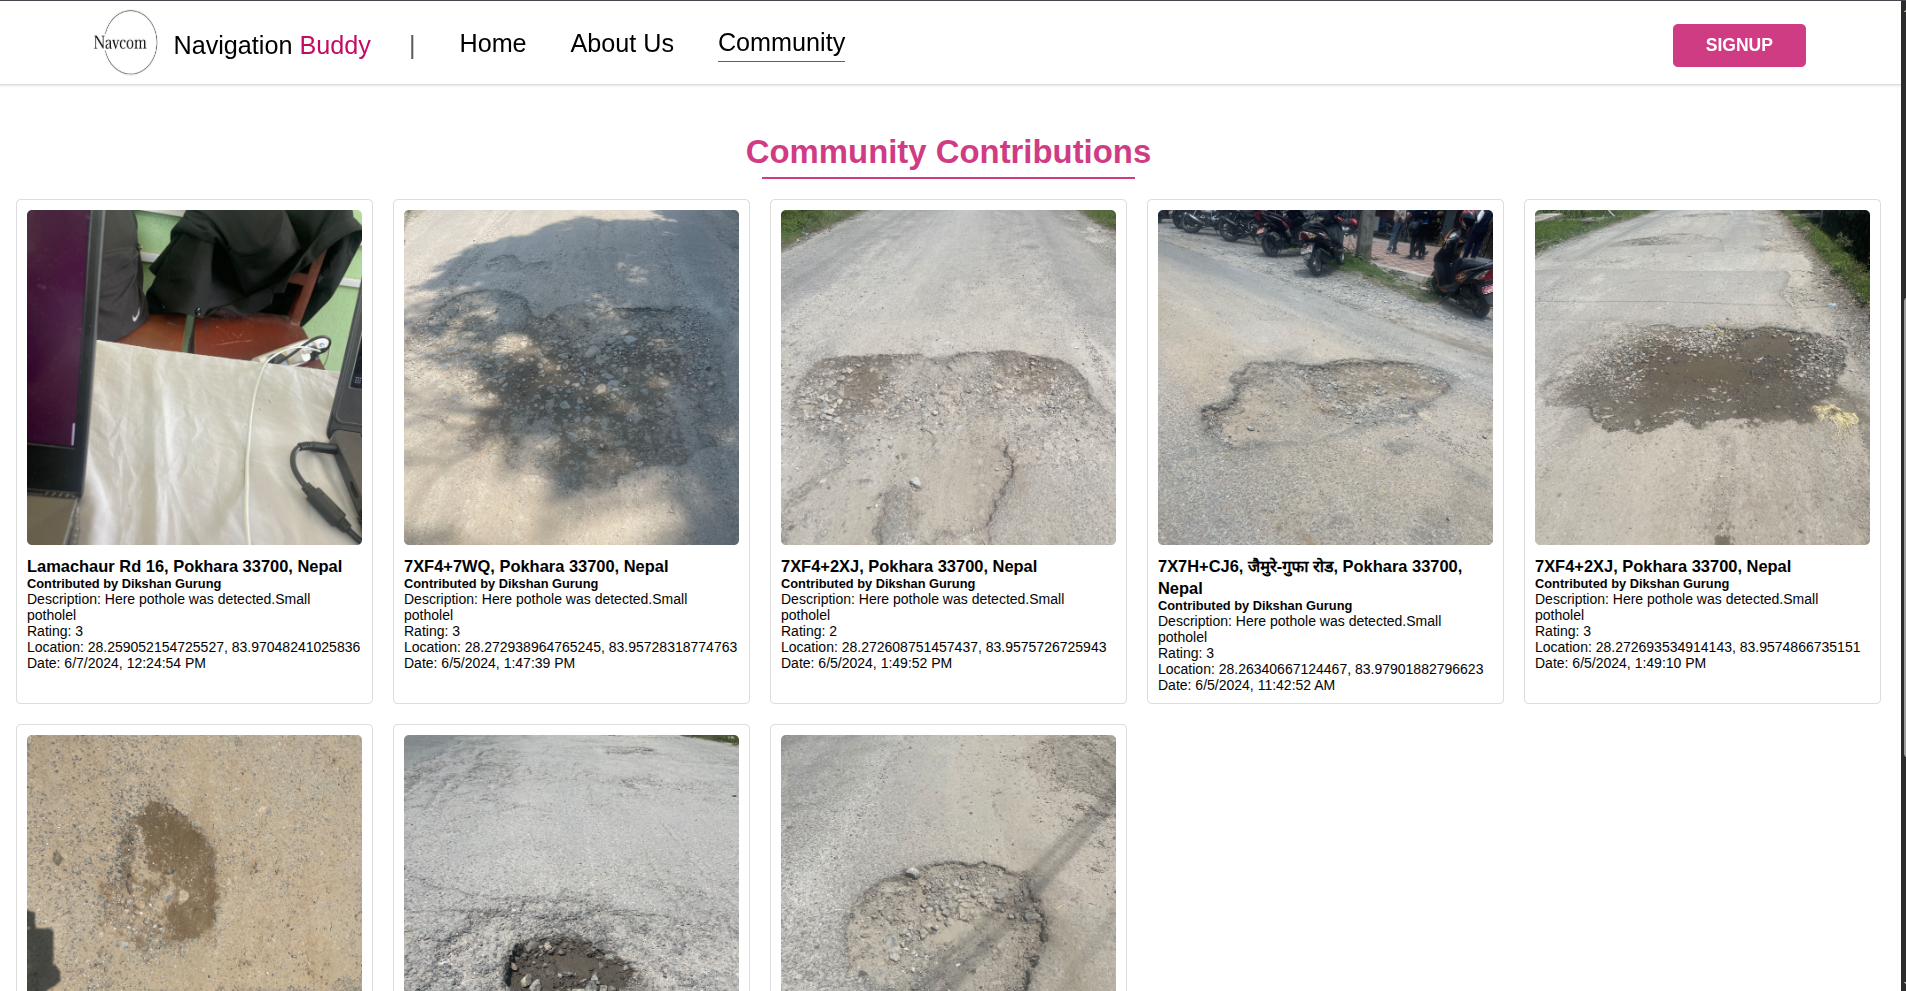 Navcom
Navigation Buddy | Home About Us Community SIGNUP
Community Contributions
Lamachaur Rd 16, Pokhara 33700, Nepal
Contributed by Dikshan Gurung
Description: Here pothole was detected.Small
potholel
Rating: 3
Location: 28.259052154725527, 83.97048241025836
Date: 6/7/2024, 12:24:54 PM
7XF4+7WQ, Pokhara 33700, Nepal
Contributed by Dikshan Gurung
Description: Here pothole was detected.Small
potholel
Rating: 3
Location: 28.272938964765245, 83.95728318774763
Date: 6/5/2024, 1:47:39 PM
7XF4+2XJ, Pokhara 33700, Nepal
Contributed by Dikshan Gurung
Description: Here pothole was detected.Small
potholel
Rating: 2
Location: 28.272608751457437, 83.9575726725943
Date: 6/5/2024, 1:49:52 PM
7X7H+CJ6, जैमुरे-गुफा रोड, Pokhara 33700,
Nepal
Contributed by Dikshan Gurung
Description: Here pothole was detected.Small
potholel
Rating: 3
Location: 28.26340667124467, 83.97901882796623
Date: 6/5/2024, 11:42:52 AM
7XF4+2XJ, Pokhara 33700, Nepal
Contributed by Dikshan Gurung
Description: Here pothole was detected.Small
potholel
Rating: 3
Location: 28.272693534914143, 83.9574866735151
Date: 6/5/2024, 1:49:10 PM